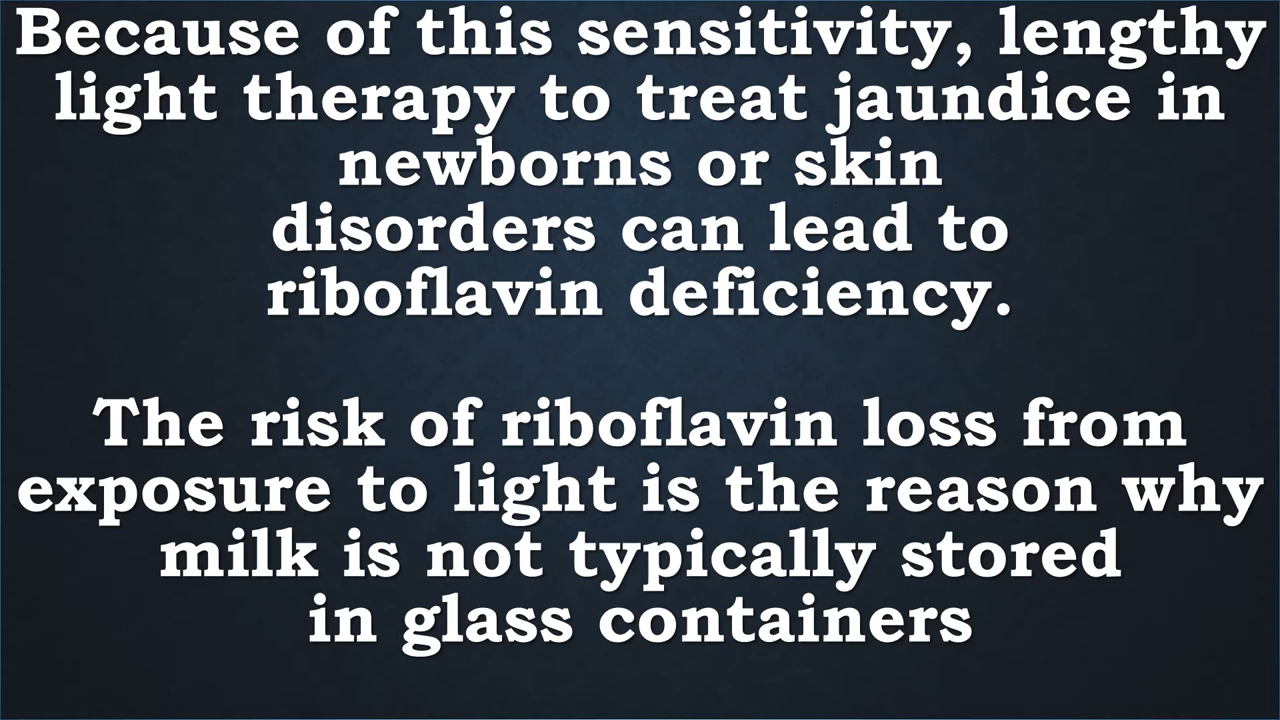 Because of this sensitivity, lengthy
light therapy to treat jaundice in
newborns or skin
disorders can lead to
riboflavin deficiency.
The risk of riboflavin loss from
exposure to light is the reason why
milk is not typically stored
in glass containers